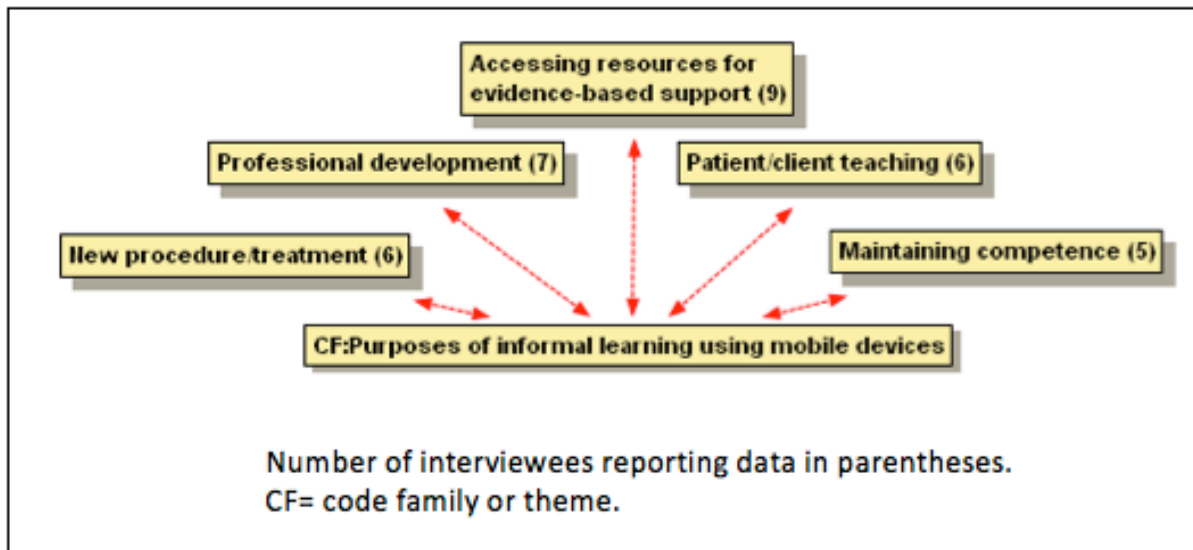 Accessing resources for
evidence-based support (9)
Professional development (7)
Patient/client teaching (6)
New procedure/treatment (6)
Maintaining competence (5)
CF:Purposes of informal learning using mobile devices
Number of interviewees reporting data in parentheses.
CF= code family or theme.